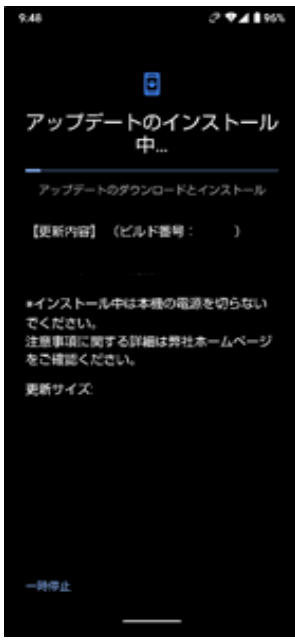 9:48 96%
アップデートのインストール
中...
アップデートのダウンロードとインストール
【更新内容】 （ビルド番号： ）
*インストール中は本機の電源を切らない
でください。
注意事項に関する詳細は弊社ホームページ
をご確認ください。
更新サイズ:
一時停止